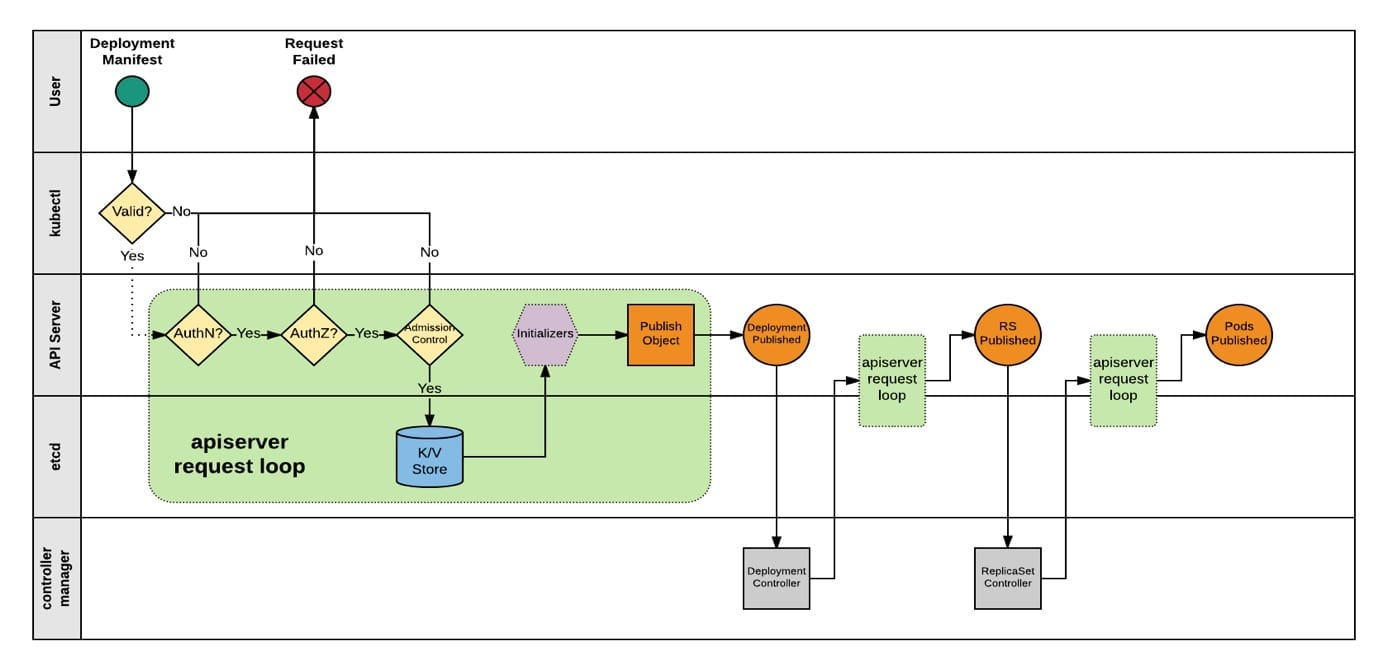 Deployment
Manifest
Request
Failed
User
kubectl
Valid?
No
Yes
No
No
No
API Server
AuthN?
Yes
AuthZ?
Yes
Admission
Control
Initializers
Publish
Object
Deployment
Published
RS
Published
Pods
Published
apiserver
request
loop
apiserver
request
loop
Yes
etcd
apiserver
request loop
K/V
Store
controller
manager
Deployment
Controller
ReplicaSet
Controller